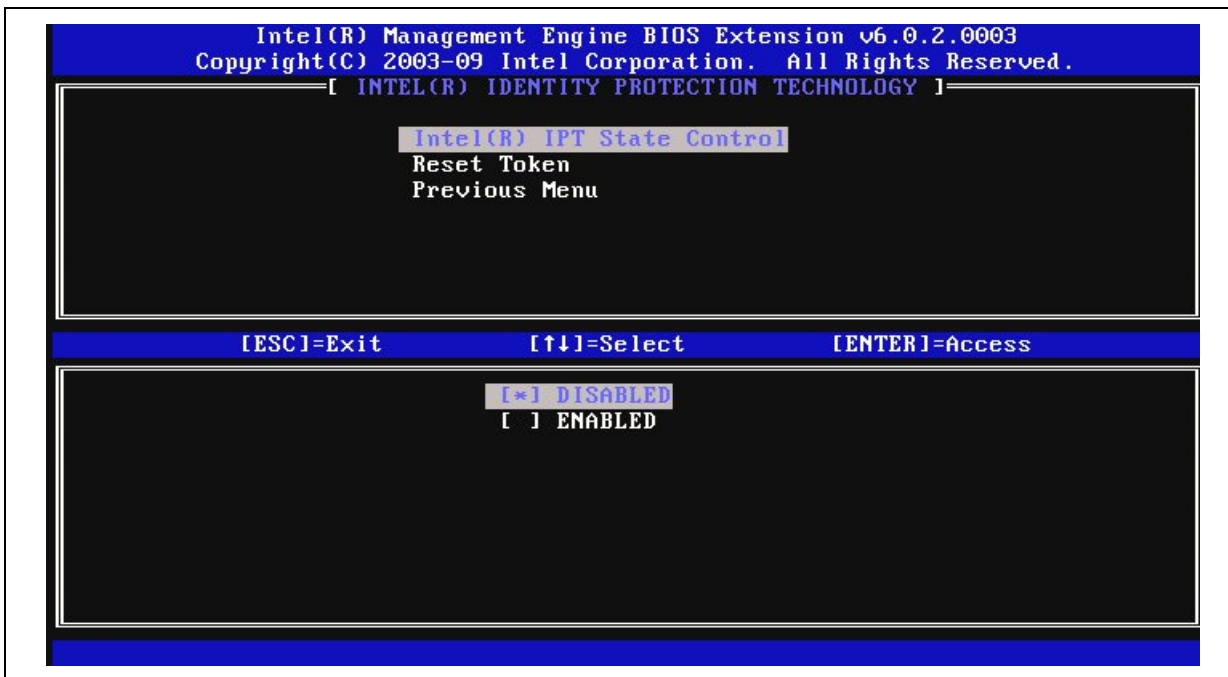 Intel(R) Management Engine BIOS Extension v6.0.2.0003
Copyright(C) 2003-09 Intel Corporation. All Rights Reserved.
[ INTEL(R) IDENTITY PROTECTION TECHNOLOGY ]
Intel(R) IPT State Control
Reset Token
Previous Menu
[ESC]=Exit [↑↓]=Select [ENTER]=Access
[*] DISABLED
[ ] ENABLED